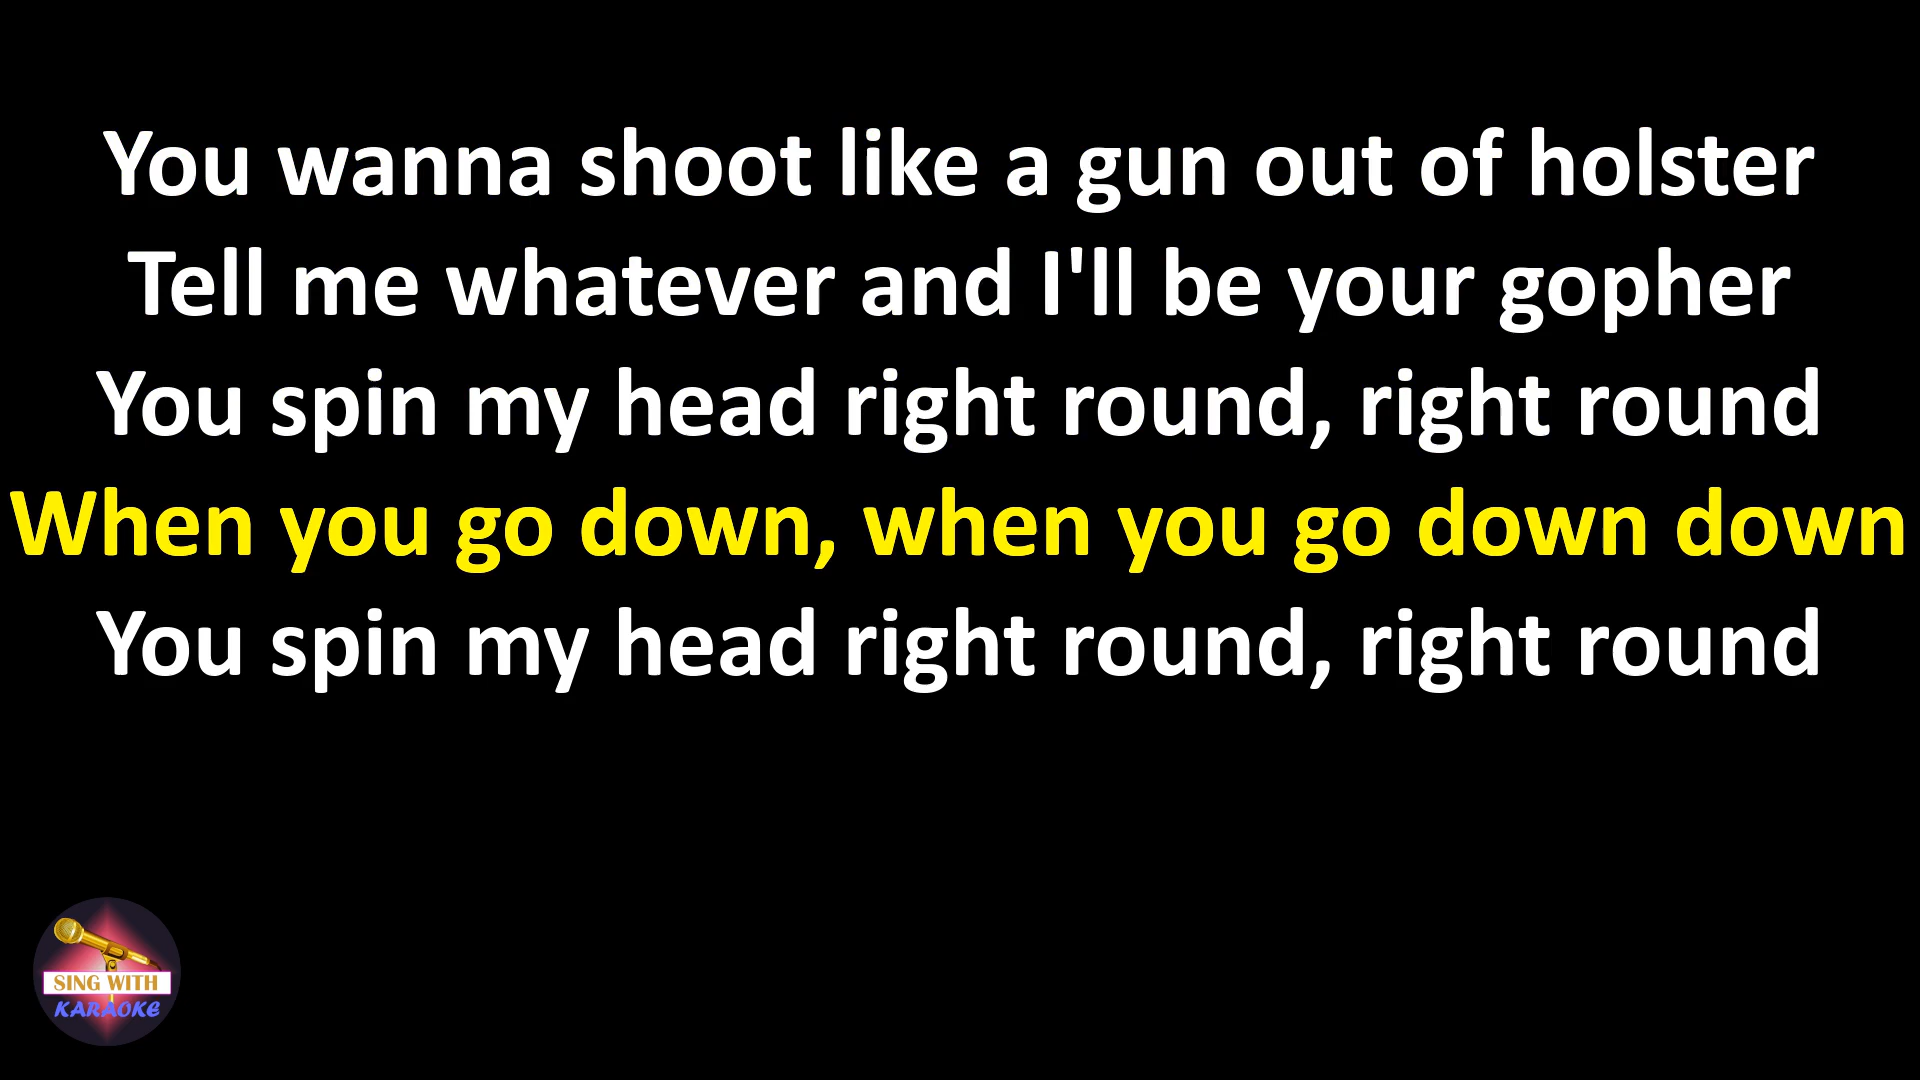 You wanna shoot like a gun out of holster
Tell me whatever and I'll be your gopher
You spin my head right round, right round
When you go down, when you go down down
You spin my head right round, right round
SING WITH
KARAOKE